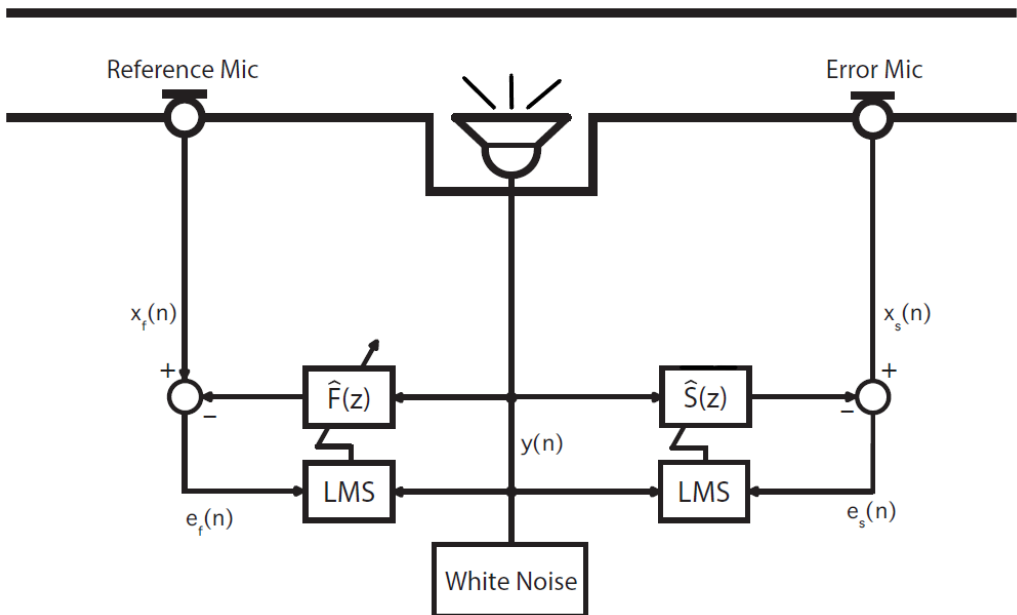 Reference Mic
Error Mic
x_f(n)
x_s(n)
+
+
F̂(z)
Ŝ(z)
−
−
y(n)
LMS
LMS
e_f(n)
e_s(n)
White Noise